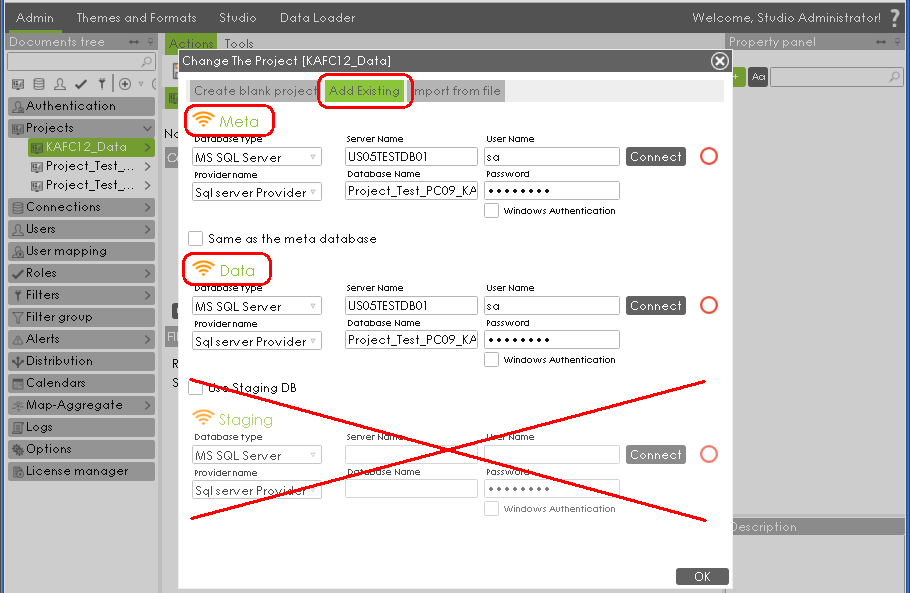 Admin Themes and Formats Studio Data Loader Welcome, Studio Administrator! ?
Documents tree
Actions Tools
Property panel
Change The Project [KAFC12_Data]
Create blank project Add Existing Import from file
Aa
Authentication
Projects
KAFC12_Data
Project_Test_...
Project_Test_...
Connections
Users
User mapping
Roles
Filters
Filter group
Alerts
Distribution
Calendars
Map-Aggregate
Logs
Options
License manager
Meta
Database Type Server Name User Name
MS SQL Server US05TESTDB01 sa Connect
Provider name Database Name Password
Sql server Provider Project_Test_PC09_KA
Windows Authentication
Same as the meta database
Data
Database Type Server Name User Name
MS SQL Server US05TESTDB01 sa Connect
Provider name Database Name Password
Sql server Provider Project_Test_PC09_KA
Windows Authentication
Use Staging DB
Staging
Database Type Server Name User Name
MS SQL Server Connect
Provider name Database Name Password
Sql server Provider
Windows Authentication
Description
OK